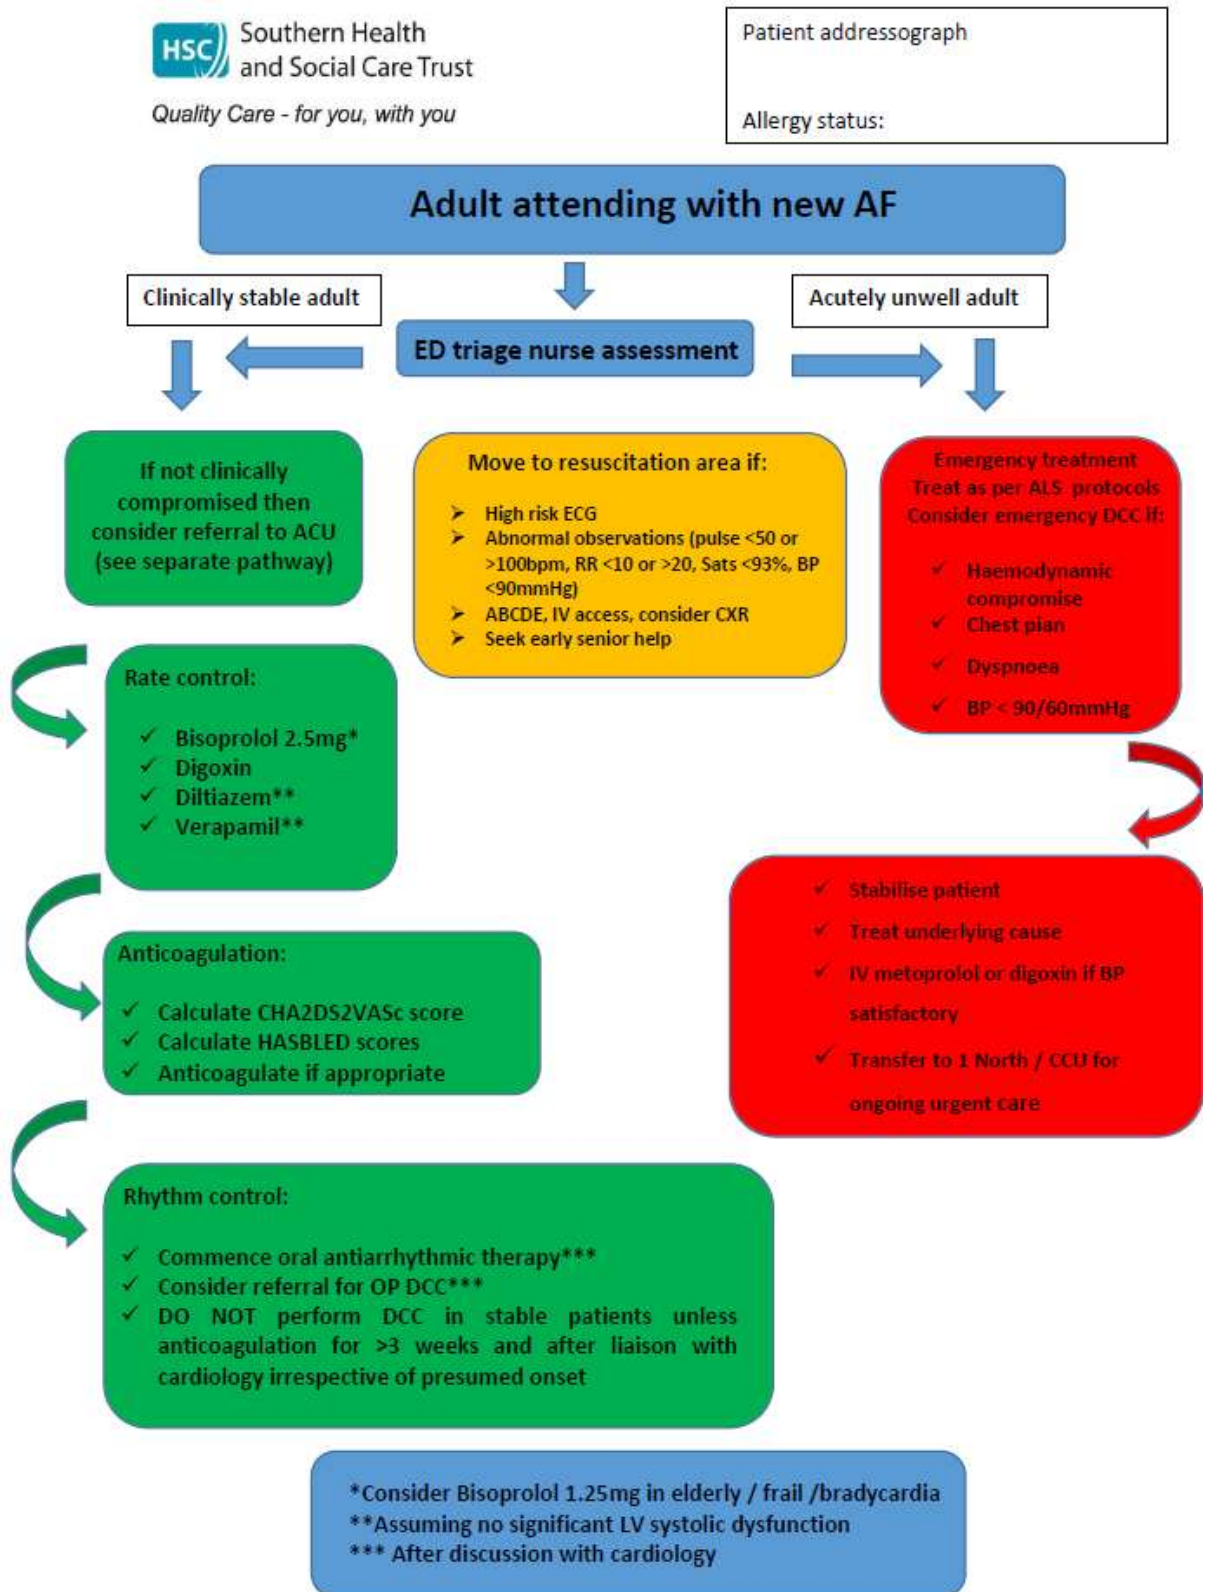 HSC
Southern Health
and Social Care Trust
Quality Care - for you, with you
Patient addressograph
Allergy status:
Adult attending with new AF
Clinically stable adult
Acutely unwell adult
ED triage nurse assessment
If not clinically
compromised then
consider referral to ACU
(see separate pathway)
Move to resuscitation area if:
➤ High risk ECG
➤ Abnormal observations (pulse <50 or
>100bpm, RR <10 or >20, Sats <93%, BP
<90mmHg)
➤ ABCDE, IV access, consider CXR
➤ Seek early senior help
Emergency treatment
Treat as per ALS protocols
Consider emergency DCC if:
✓ Haemodynamic
compromise
✓ Chest plan
✓ Dyspnoea
✓ BP < 90/60mmHg
Rate control:
✓ Bisoprolol 2.5mg*
✓ Digoxin
✓ Diltiazem**
✓ Verapamil**
✓ Stabilise patient
✓ Treat underlying cause
✓ IV metoprolol or digoxin if BP
satisfactory
✓ Transfer to 1 North / CCU for
ongoing urgent care
Anticoagulation:
✓ Calculate CHA2DS2VASc score
✓ Calculate HASBLED scores
✓ Anticoagulate if appropriate
Rhythm control:
✓ Commence oral antiarrhythmic therapy***
✓ Consider referral for OP DCC***
✓ DO NOT perform DCC in stable patients unless
anticoagulation for >3 weeks and after liaison with
cardiology irrespective of presumed onset
*Consider Bisoprolol 1.25mg in elderly / frail /bradycardia
**Assuming no significant LV systolic dysfunction
*** After discussion with cardiology